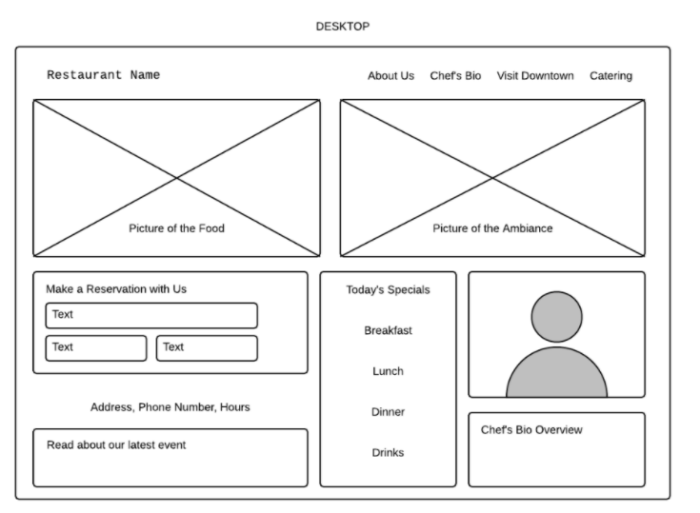 DESKTOP
Restaurant Name
About Us Chef's Bio Visit Downtown Catering
Picture of the Food
Picture of the Ambiance
Make a Reservation with Us
Text
Text Text
Address, Phone Number, Hours
Read about our latest event
Today's Specials
Breakfast
Lunch
Dinner
Drinks
Chef's Bio Overview